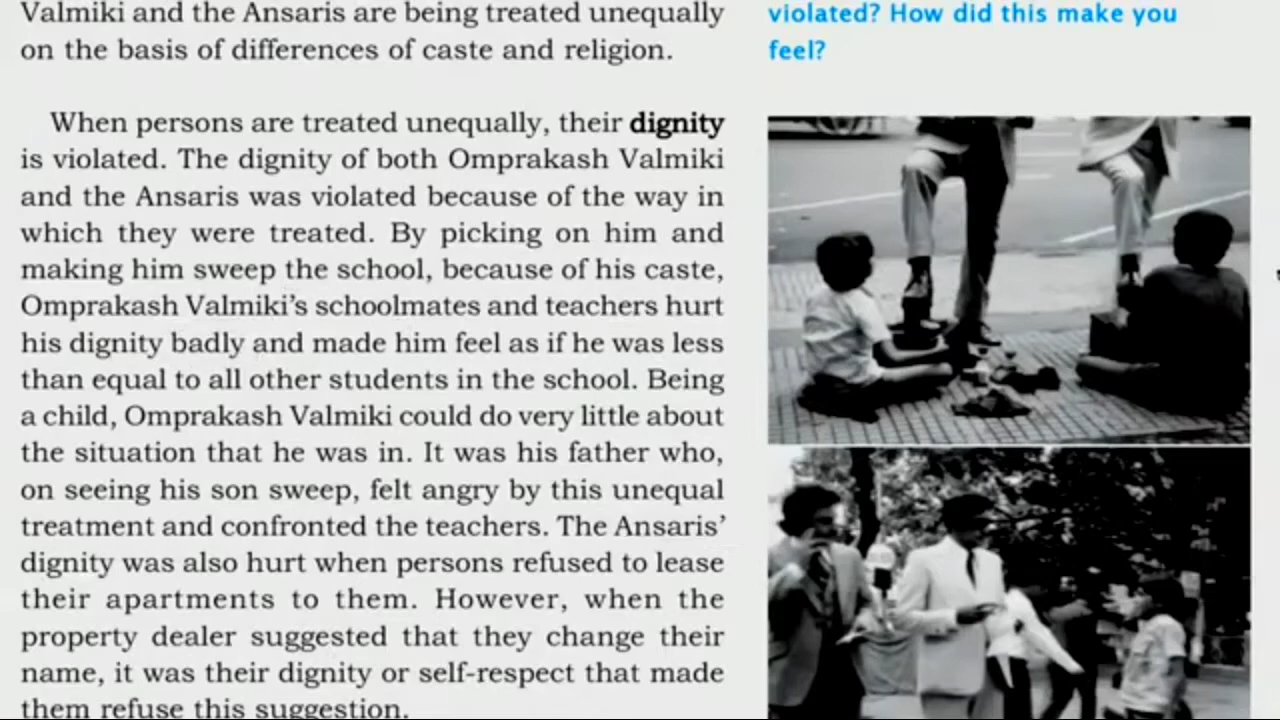 Valmiki and the Ansaris are being treated unequally
on the basis of differences of caste and religion.
When persons are treated unequally, their dignity
is violated. The dignity of both Omprakash Valmiki
and the Ansaris was violated because of the way in
which they were treated. By picking on him and
making him sweep the school, because of his caste,
Omprakash Valmiki’s schoolmates and teachers hurt
his dignity badly and made him feel as if he was less
than equal to all other students in the school. Being
a child, Omprakash Valmiki could do very little about
the situation that he was in. It was his father who,
on seeing his son sweep, felt angry by this unequal
treatment and confronted the teachers. The Ansaris’
dignity was also hurt when persons refused to lease
their apartments to them. However, when the
property dealer suggested that they change their
name, it was their dignity or self-respect that made
them refuse this suggestion.
violated? How did this make you
feel?